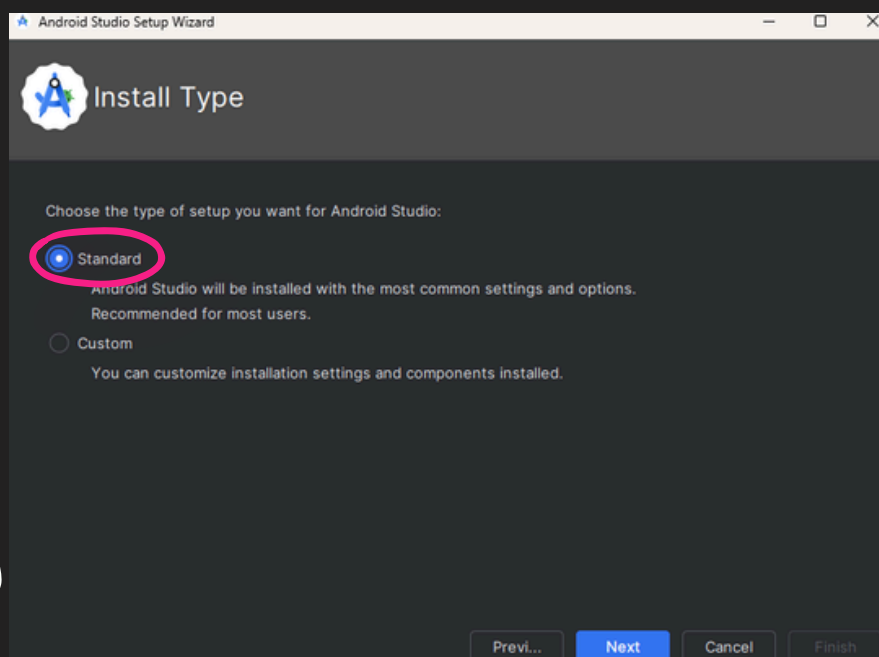 Android Studio Setup Wizard
Install Type
Choose the type of setup you want for Android Studio:
Standard
Android Studio will be installed with the most common settings and options.
Recommended for most users.
Custom
You can customize installation settings and components installed.
Previ... Next Cancel Finish